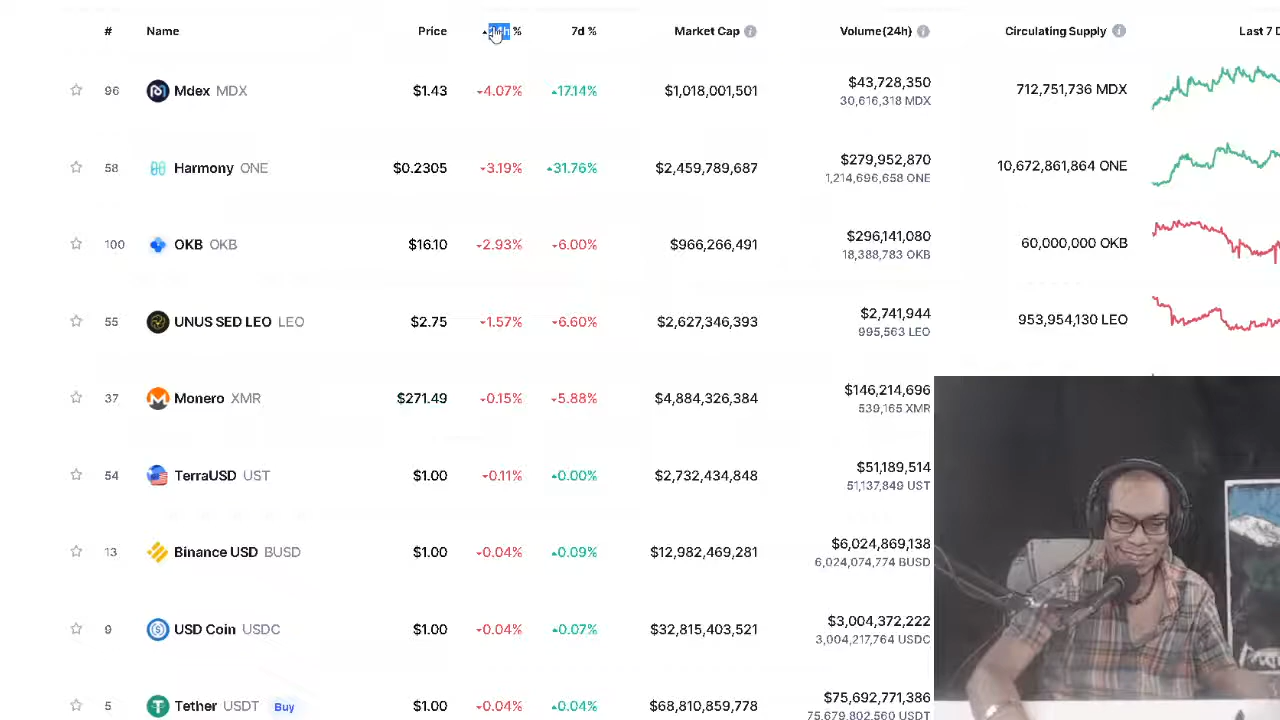 # Name Price 24h % 7d % Market Cap Volume(24h) Circulating Supply Last 7 D
96 Mdex MDX $1.43 4.07% 17.14% $1,018,001,501 $43,728,350 712,751,736 MDX
30,616,318 MDX
58 Harmony ONE $0.2305 3.19% 31.76% $2,459,789,687 $279,952,870 10,672,861,864 ONE
1,214,696,658 ONE
100 OKB OKB $16.10 2.93% 6.00% $966,266,491 $296,141,080 60,000,000 OKB
18,388,783 OKB
55 UNUS SED LEO LEO $2.75 1.57% 6.60% $2,627,346,393 $2,741,944 953,954,130 LEO
995,563 LEO
37 Monero XMR $271.49 0.15% 5.88% $4,884,326,384 $146,214,696
539,165 XMR
54 TerraUSD UST $1.00 0.11% 0.00% $2,732,434,848 $51,189,514
51,137,849 UST
13 Binance USD BUSD $1.00 0.04% 0.09% $12,982,469,281 $6,024,869,138
6,024,074,774 BUSD
9 USD Coin USDC $1.00 0.04% 0.07% $32,815,403,521 $3,004,372,222
3,004,217,764 USDC
5 Tether USDT Buy $1.00 0.04% 0.04% $68,810,859,778 $75,692,771,386
75,679,802,560 USDT